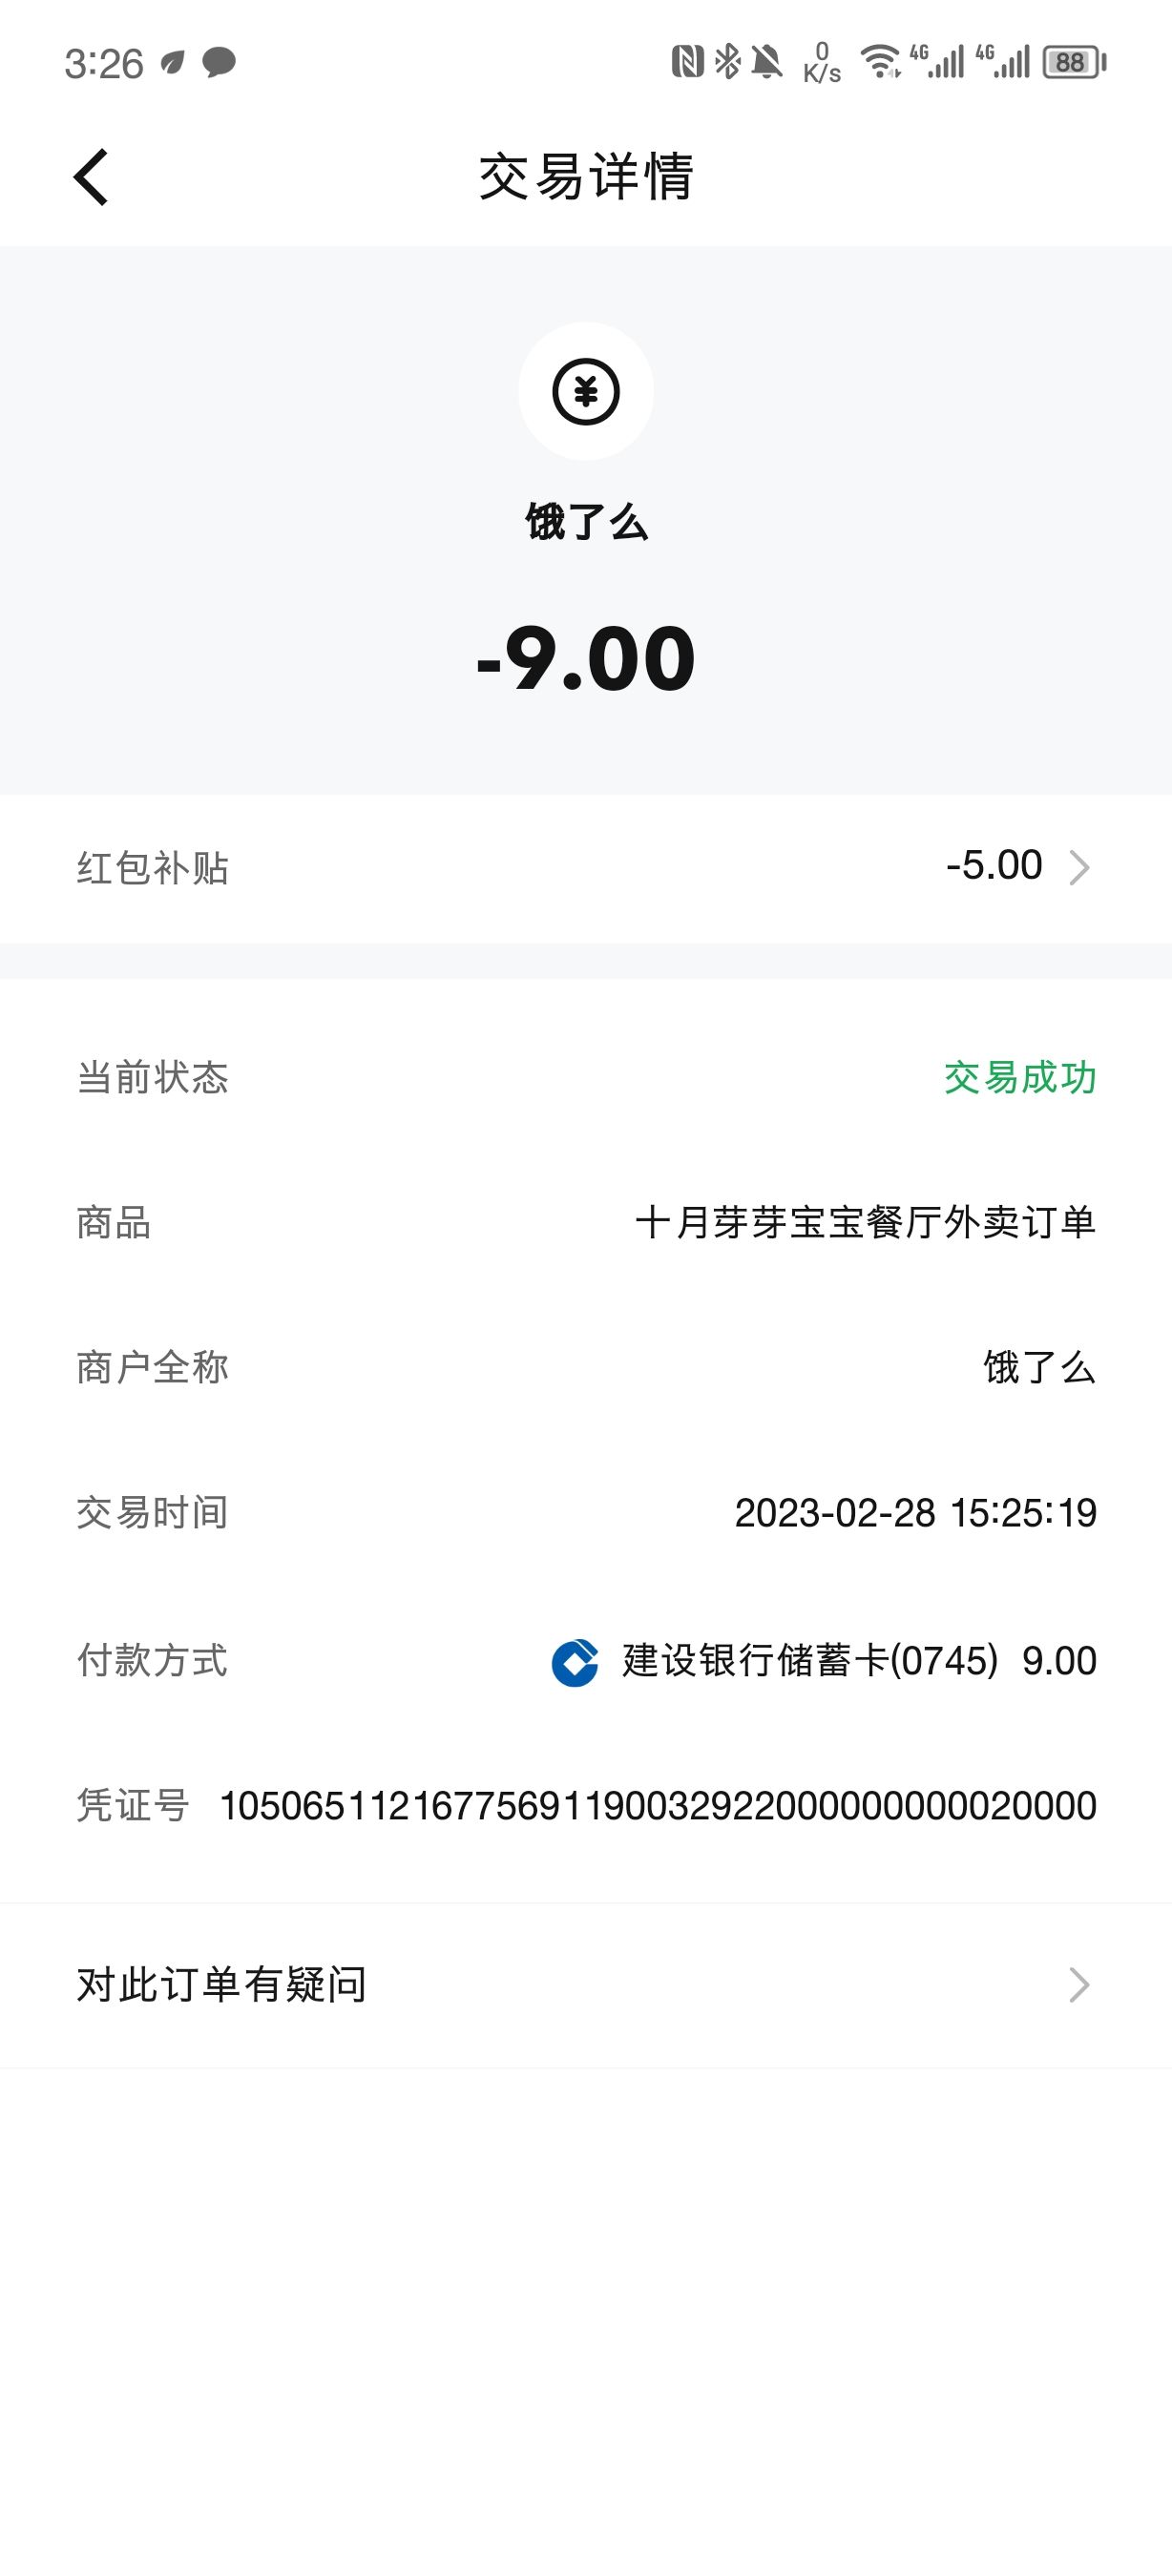 3:26 0 K/s 4G 4G 88
交易详情
¥
饿了么
-9.00
红包补贴 -5.00
当前状态 交易成功
商品 十月芽芽宝宝餐厅外卖订单
商户全称 饿了么
交易时间 2023-02-28 15:25:19
付款方式 建设银行储蓄卡(0745) 9.00
凭证号 10506511216775691190032922000000000020000
对此订单有疑问